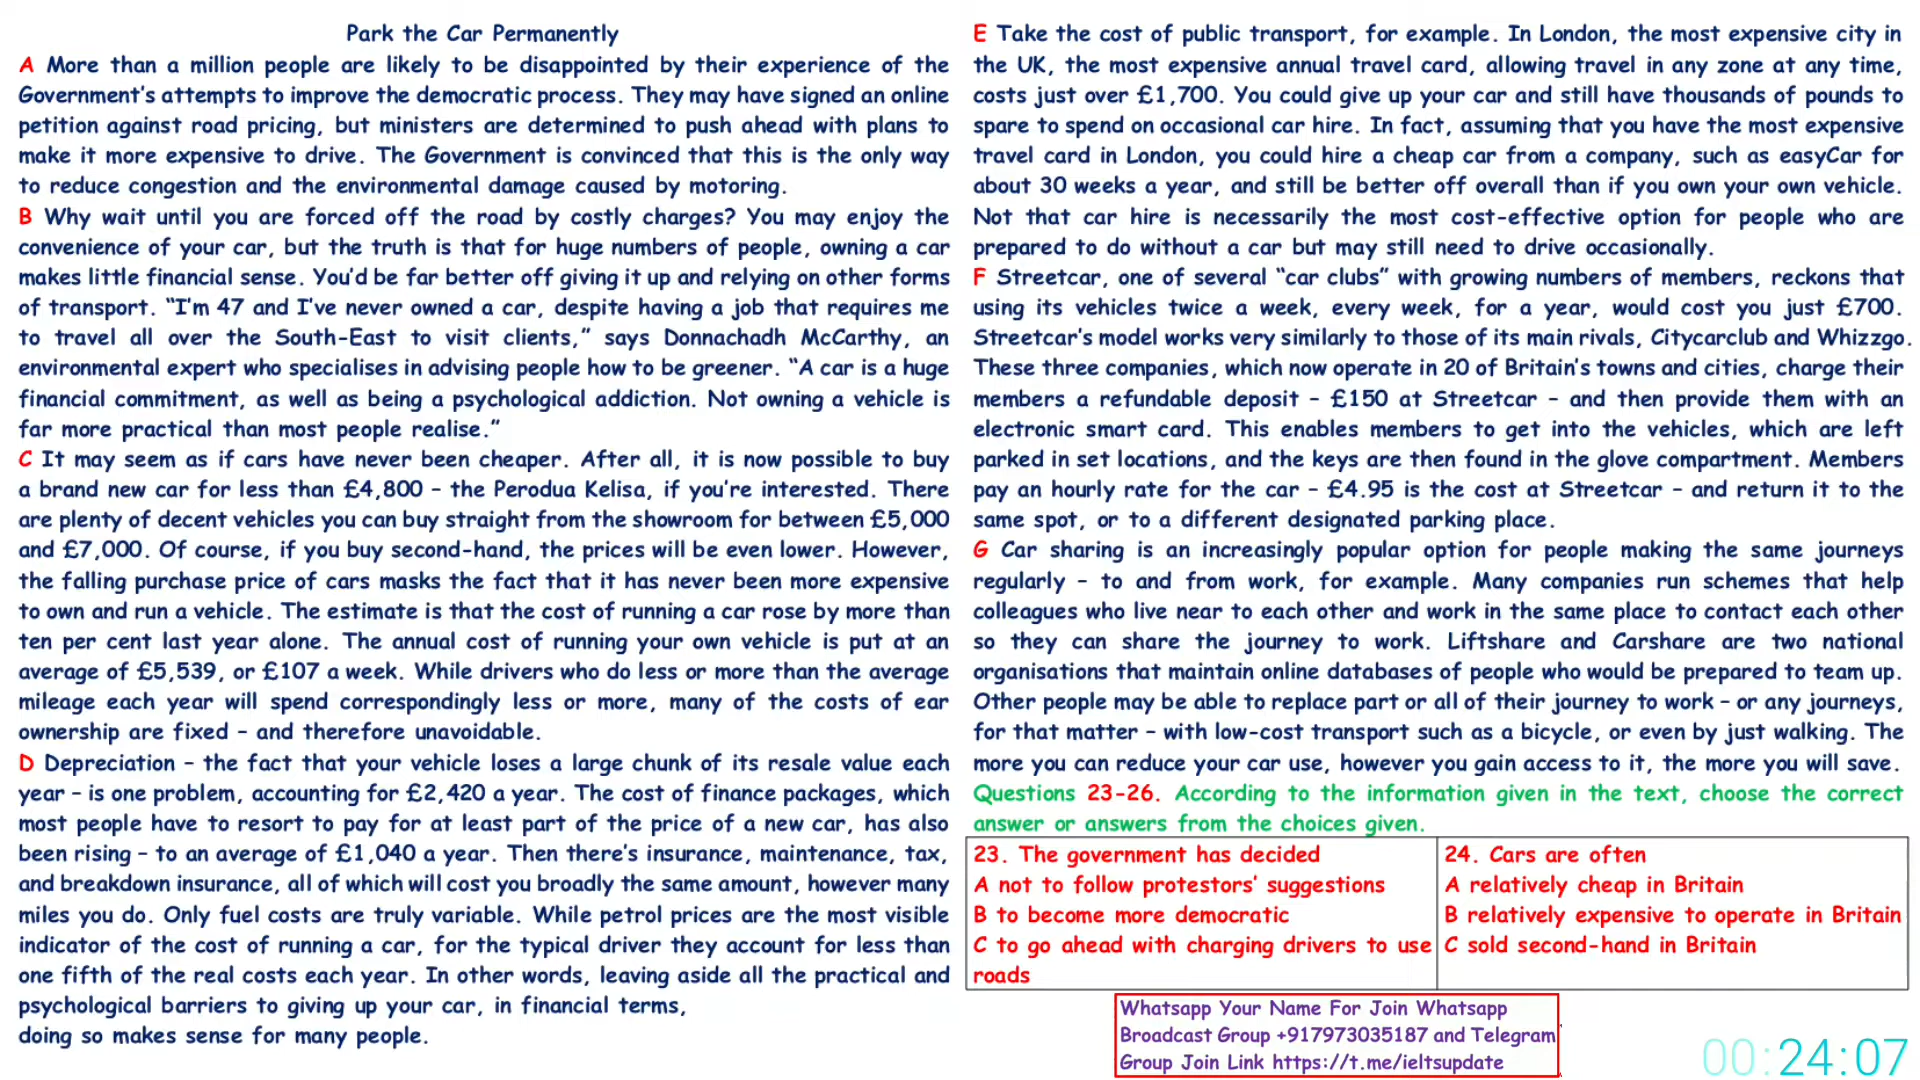 Park the Car Permanently
A More than a million people are likely to be disappointed by their experience of the
Government's attempts to improve the democratic process. They may have signed an online
petition against road pricing, but ministers are determined to push ahead with plans to
make it more expensive to drive. The Government is convinced that this is the only way
to reduce congestion and the environmental damage caused by motoring.
B Why wait until you are forced off the road by costly charges? You may enjoy the
convenience of your car, but the truth is that for huge numbers of people, owning a car
makes little financial sense. You'd be far better off giving it up and relying on other forms
of transport. "I'm 47 and I've never owned a car, despite having a job that requires me
to travel all over the South-East to visit clients," says Donnachadh McCarthy, an
environmental expert who specialises in advising people how to be greener. "A car is a huge
financial commitment, as well as being a psychological addiction. Not owning a vehicle is
far more practical than most people realise."
C It may seem as if cars have never been cheaper. After all, it is now possible to buy
a brand new car for less than £4,800 – the Perodua Kelisa, if you're interested. There
are plenty of decent vehicles you can buy straight from the showroom for between £5,000
and £7,000. Of course, if you buy second-hand, the prices will be even lower. However,
the falling purchase price of cars masks the fact that it has never been more expensive
to own and run a vehicle. The estimate is that the cost of running a car rose by more than
ten per cent last year alone. The annual cost of running your own vehicle is put at an
average of £5,539, or £107 a week. While drivers who do less or more than the average
mileage each year will spend correspondingly less or more, many of the costs of ear
ownership are fixed – and therefore unavoidable.
D Depreciation – the fact that your vehicle loses a large chunk of its resale value each
year – is one problem, accounting for £2,420 a year. The cost of finance packages, which
most people have to resort to pay for at least part of the price of a new car, has also
been rising – to an average of £1,040 a year. Then there's insurance, maintenance, tax,
and breakdown insurance, all of which will cost you broadly the same amount, however many
miles you do. Only fuel costs are truly variable. While petrol prices are the most visible
indicator of the cost of running a car, for the typical driver they account for less than
one fifth of the real costs each year. In other words, leaving aside all the practical and
psychological barriers to giving up your car, in financial terms,
doing so makes sense for many people.
E Take the cost of public transport, for example. In London, the most expensive city in
the UK, the most expensive annual travel card, allowing travel in any zone at any time,
costs just over £1,700. You could give up your car and still have thousands of pounds to
spare to spend on occasional car hire. In fact, assuming that you have the most expensive
travel card in London, you could hire a cheap car from a company, such as easyCar for
about 30 weeks a year, and still be better off overall than if you own your own vehicle.
Not that car hire is necessarily the most cost-effective option for people who are
prepared to do without a car but may still need to drive occasionally.
F Streetcar, one of several "car clubs" with growing numbers of members, reckons that
using its vehicles twice a week, every week, for a year, would cost you just £700.
Streetcar's model works very similarly to those of its main rivals, Citycarclub and Whizzgo.
These three companies, which now operate in 20 of Britain's towns and cities, charge their
members a refundable deposit – £150 at Streetcar – and then provide them with an
electronic smart card. This enables members to get into the vehicles, which are left
parked in set locations, and the keys are then found in the glove compartment. Members
pay an hourly rate for the car – £4.95 is the cost at Streetcar – and return it to the
same spot, or to a different designated parking place.
G Car sharing is an increasingly popular option for people making the same journeys
regularly – to and from work, for example. Many companies run schemes that help
colleagues who live near to each other and work in the same place to contact each other
so they can share the journey to work. Liftshare and Carshare are two national
organisations that maintain online databases of people who would be prepared to team up.
Other people may be able to replace part or all of their journey to work – or any journeys,
for that matter – with low-cost transport such as a bicycle, or even by just walking. The
more you can reduce your car use, however you gain access to it, the more you will save.
Questions 23-26. According to the information given in the text, choose the correct
answer or answers from the choices given.
23. The government has decided
A not to follow protestors' suggestions
B to become more democratic
C to go ahead with charging drivers to use
roads
24. Cars are often
A relatively cheap in Britain
B relatively expensive to operate in Britain
C sold second-hand in Britain
Whatsapp Your Name For Join Whatsapp
Broadcast Group +917973035187 and Telegram
Group Join Link https://t.me/ieltsupdate
00:24:07